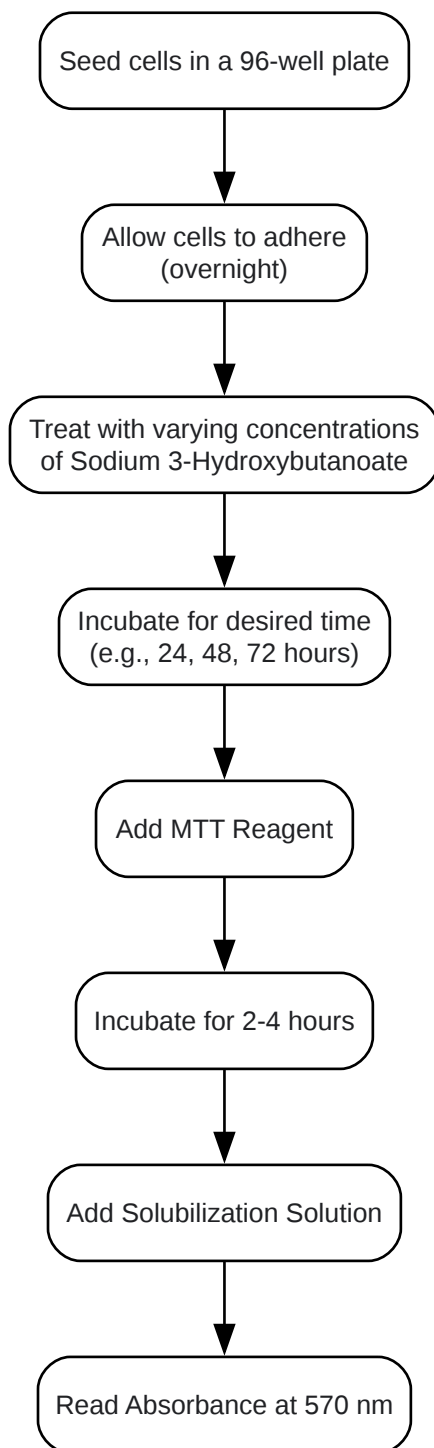 Seed cells in a 96-well plate
Allow cells to adhere
(overnight)
Treat with varying concentrations
of Sodium 3-Hydroxybutanoate
Incubate for desired time
(e.g., 24, 48, 72 hours)
Add MTT Reagent
Incubate for 2-4 hours
Add Solubilization Solution
Read Absorbance at 570 nm